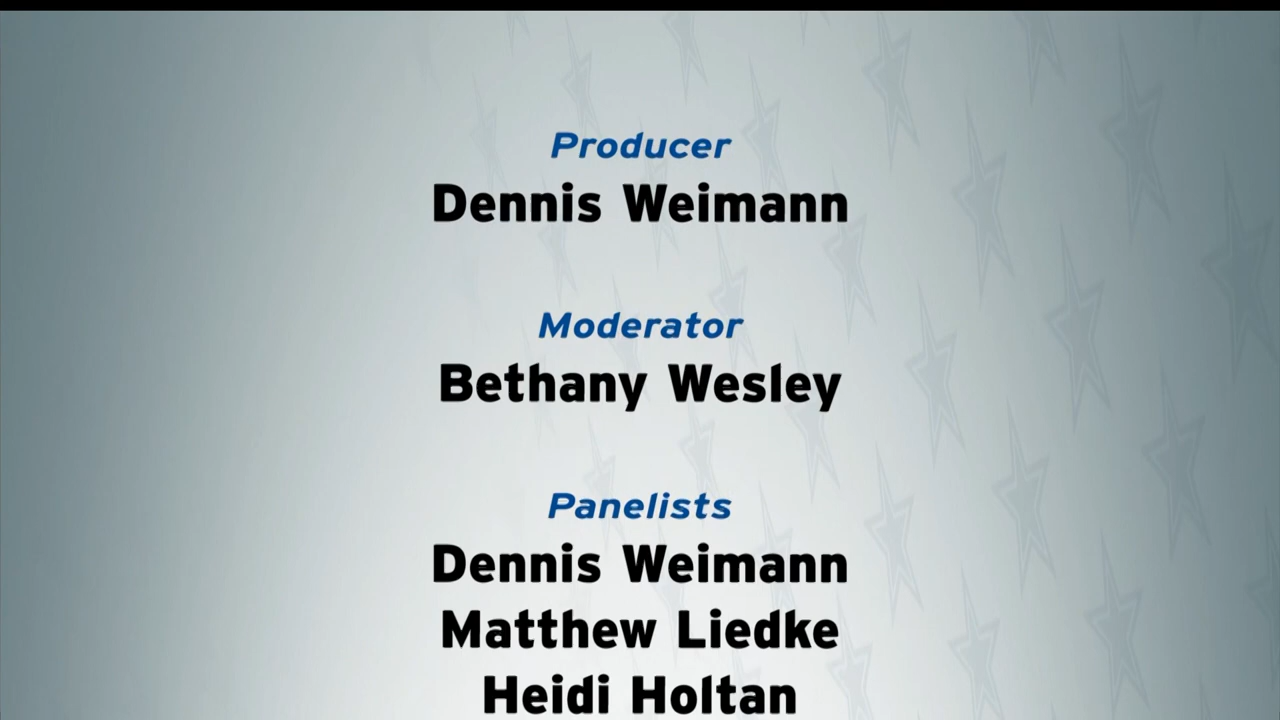 Producer
Dennis Weimann
Moderator
Bethany Wesley
Panelists
Dennis Weimann
Matthew Liedke
Heidi Holtan